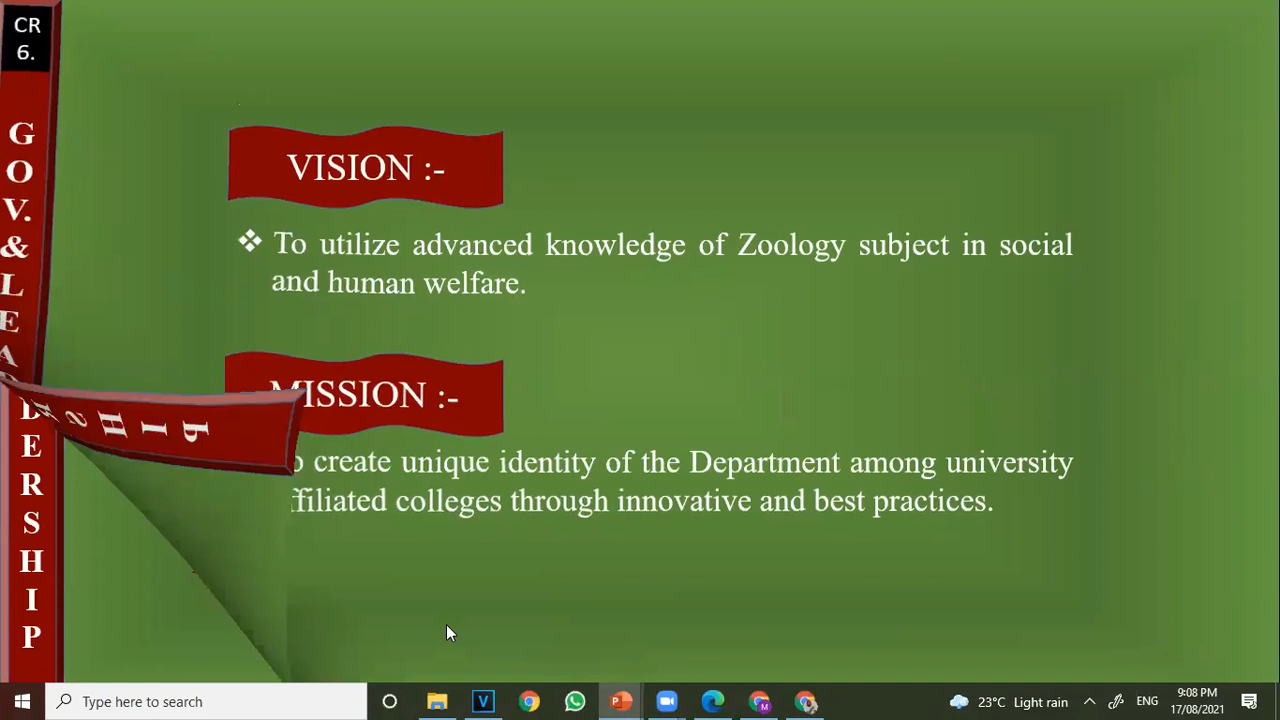 CR
6.
GOV.& LEADERSHIP
VISION :-
❖ To utilize advanced knowledge of Zoology subject in social
and human welfare.
MISSION :-
create unique identity of the Department among university
colleges through innovative and best practices.
Type here to search
23°C Light rain
ENG
9:08 PM
17/08/2021